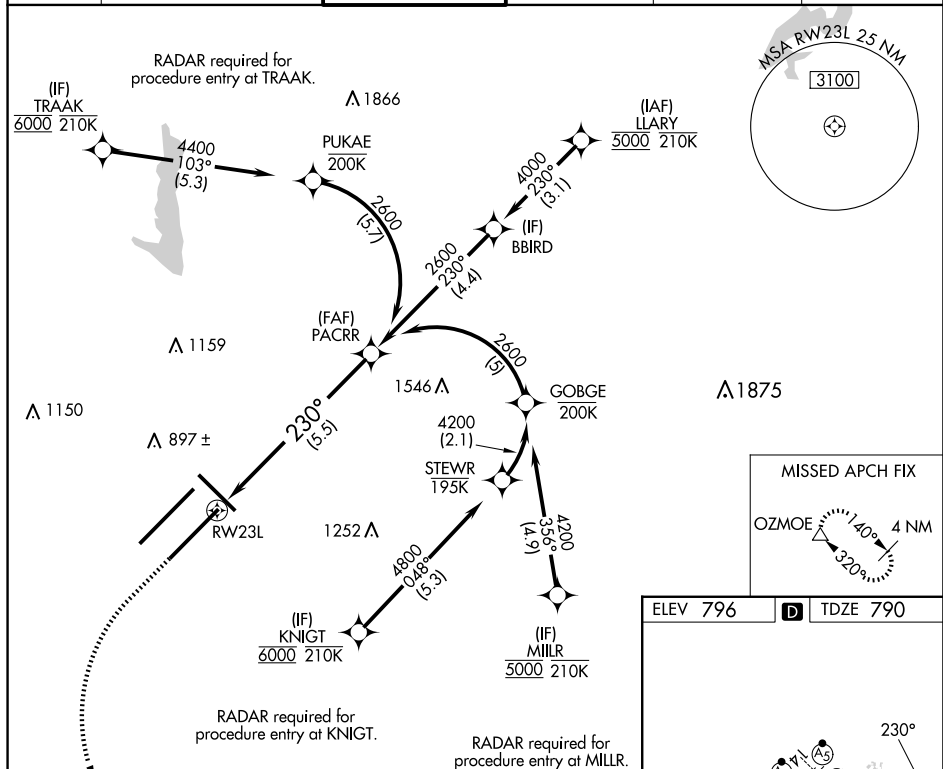 RADAR required for
procedure entry at TRAAK.
MSA RW23L 25 NM
3100
(IF)
TRAAK
6000 210K
1866
(IAF)
LLARY
5000 210K
4400
103°
(5.3)
PUKAE
200K
4000
230°
(3.1)
2600
(5.7)
(IF)
BBIRD
2600
230°
(4.4)
(FAF)
PACRR
1159
2600
(5)
1546
GOBGE
200K
1875
1150
230°
(5.5)
897 ±
4200
(2.1)
STEWR
195K
MISSED APCH FIX
RW23L
1252
4200
356°
(4.9)
OZMOE
140°
4 NM
320°
4800
048°
(5.3)
(IF)
KNIGT
6000 210K
(IF)
MIILR
5000 210K
ELEV 796
D
TDZE 790
RADAR required for
procedure entry at KNIGT.
RADAR required for
procedure entry at MILLR.
230°
A5